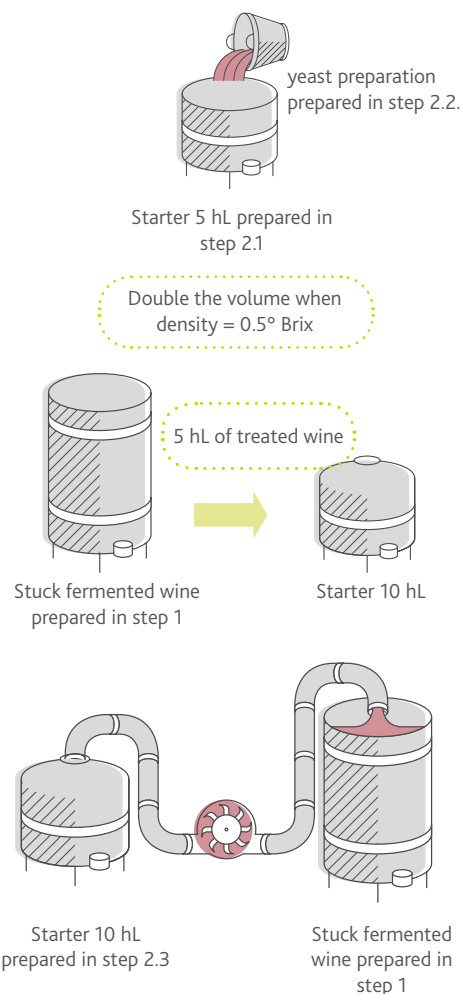 yeast preparation
prepared in step 2.2.
Starter 5 hL prepared in
step 2.1
Double the volume when
density = 0.5° Brix
5 hL of treated wine
Stuck fermented wine
prepared in step 1
Starter 10 hL
Starter 10 hL
prepared in step 2.3
Stuck fermented
wine prepared in
step 1